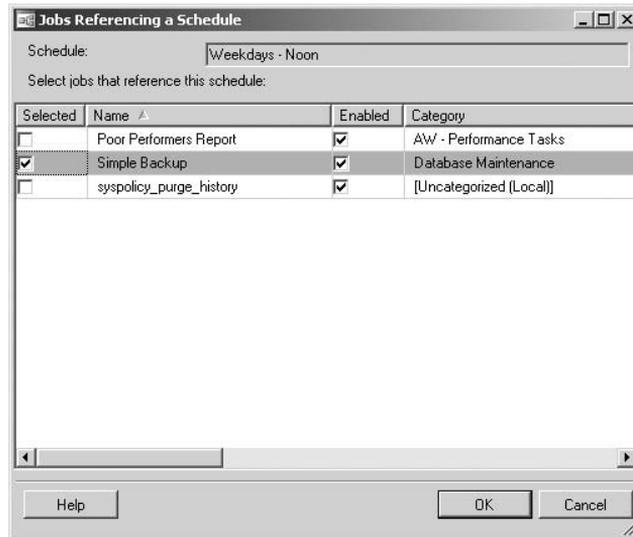 Jobs Referencing a Schedule
Schedule: Weekdays - Noon
Select jobs that reference this schedule:
Selected Name Enabled Category
Poor Performers Report AW - Performance Tasks
Simple Backup Database Maintenance
syspolicy_purge_history [Uncategorized (Local)]
Help OK Cancel